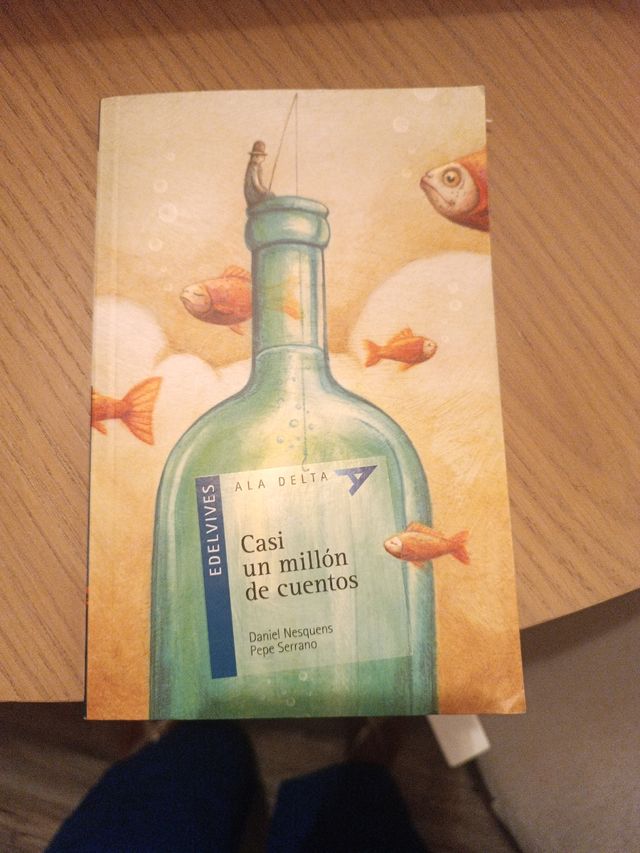 EDELVIVES
ALA DELTA
Casi
un millón
de cuentos
Daniel Nesquens
Pepe Serrano